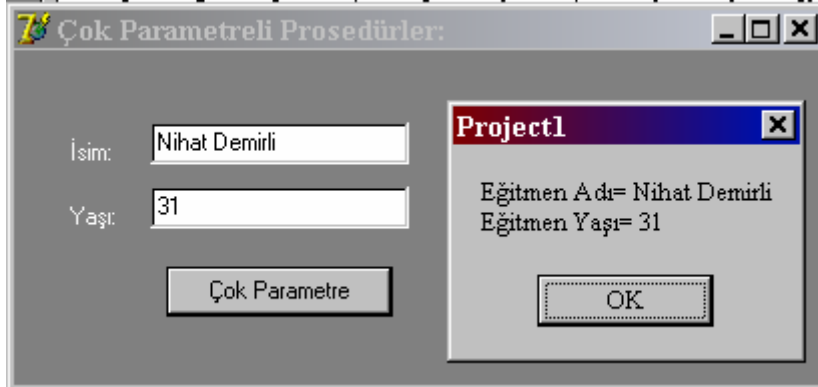 Çok Parametreli Prosedürler:
İsim:
Nihat Demirli
Yaşı:
31
Çok Parametre
Project1
Eğitmen Adı= Nihat Demirli
Eğitmen Yaşı= 31
OK